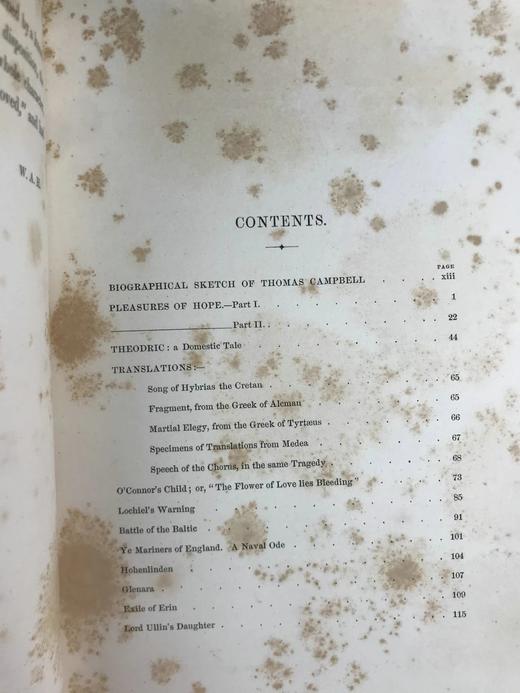 by a
disposition,
oved," and
W. A.
CONTENTS.
PAGE
BIOGRAPHICAL SKETCH OF THOMAS CAMPBELL . . . . xiii
PLEASURES OF HOPE.—Part I. . . . . . . . . 1
——————— Part II. . . . . . . . . 22
THEODRIC: a Domestic Tale . . . . . . . . 44
TRANSLATIONS:—
Song of Hybrias the Cretan . . . . . . . 65
Fragment, from the Greek of Alcman . . . . . 65
Martial Elegy, from the Greek of Tyrtæus . . . . . 66
Specimens of Translations from Medea . . . . . 67
Speech of the Chorus, in the same Tragedy . . . . . 68
O'Connor's Child; or, "The Flower of Love lies Bleeding" . . . 73
Lochiel's Warning . . . . . . . . 85
Battle of the Baltic . . . . . . . . 91
Ye Mariners of England. A Naval Ode . . . . . . 101
Hohenlinden . . . . . . . . 104
Glenara . . . . . . . . 107
Exile of Erin . . . . . . . . 109
Lord Ullin's Daughter . . . . . . . . 115